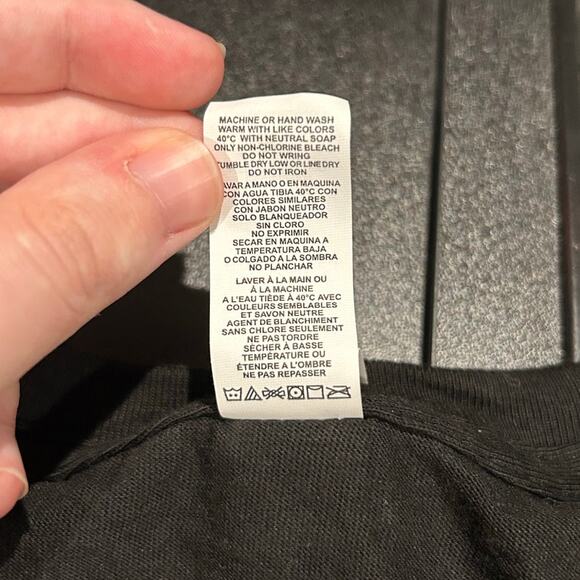 MACHINE OR HAND WASH
WARM WITH LIKE COLORS
40°C WITH NEUTRAL SOAP
ONLY NON-CHLORINE BLEACH
DO NOT WRING
TUMBLE DRY LOW OR LINE DRY
DO NOT IRON
LAVAR A MANO O EN MAQUINA
CON AGUA TIBIA 40°C CON
COLORES SIMILARES
CON JABON NEUTRO
SOLO BLANQUEADOR
SIN CLORO
NO EXPRIMIR
SECAR EN MAQUINA A
TEMPERATURA BAJA
O COLGADO A LA SOMBRA
NO PLANCHAR
LAVER À LA MAIN OU
À LA MACHINE
A L'EAU TIÈDE À 40°C AVEC
COULEURS SEMBLABLES
ET SAVON NEUTRE
AGENT DE BLANCHIMENT
SANS CHLORE SEULEMENT
NE PAS TORDRE
SÉCHER À BASSE
TEMPÉRATURE OU
ÉTENDRE A L'OMBRE
NE PAS REPASSER